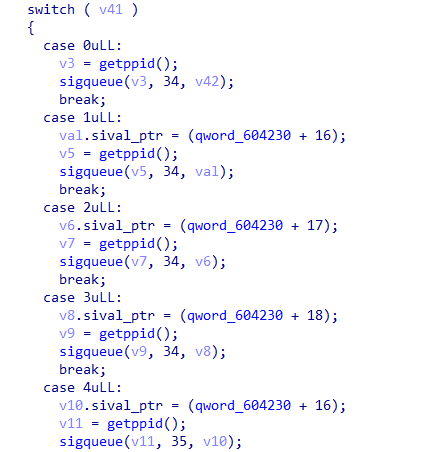 switch ( v41 )
{
case 0uLL:
v3 = getppid();
sigqueue(v3, 34, v42);
break;
case 1uLL:
val.sival_ptr = (qword_604230 + 16);
v5 = getppid();
sigqueue(v5, 34, val);
break;
case 2uLL:
v6.sival_ptr = (qword_604230 + 17);
v7 = getppid();
sigqueue(v7, 34, v6);
break;
case 3uLL:
v8.sival_ptr = (qword_604230 + 18);
v9 = getppid();
sigqueue(v9, 34, v8);
break;
case 4uLL:
v10.sival_ptr = (qword_604230 + 16);
v11 = getppid();
sigqueue(v11, 35, v10);